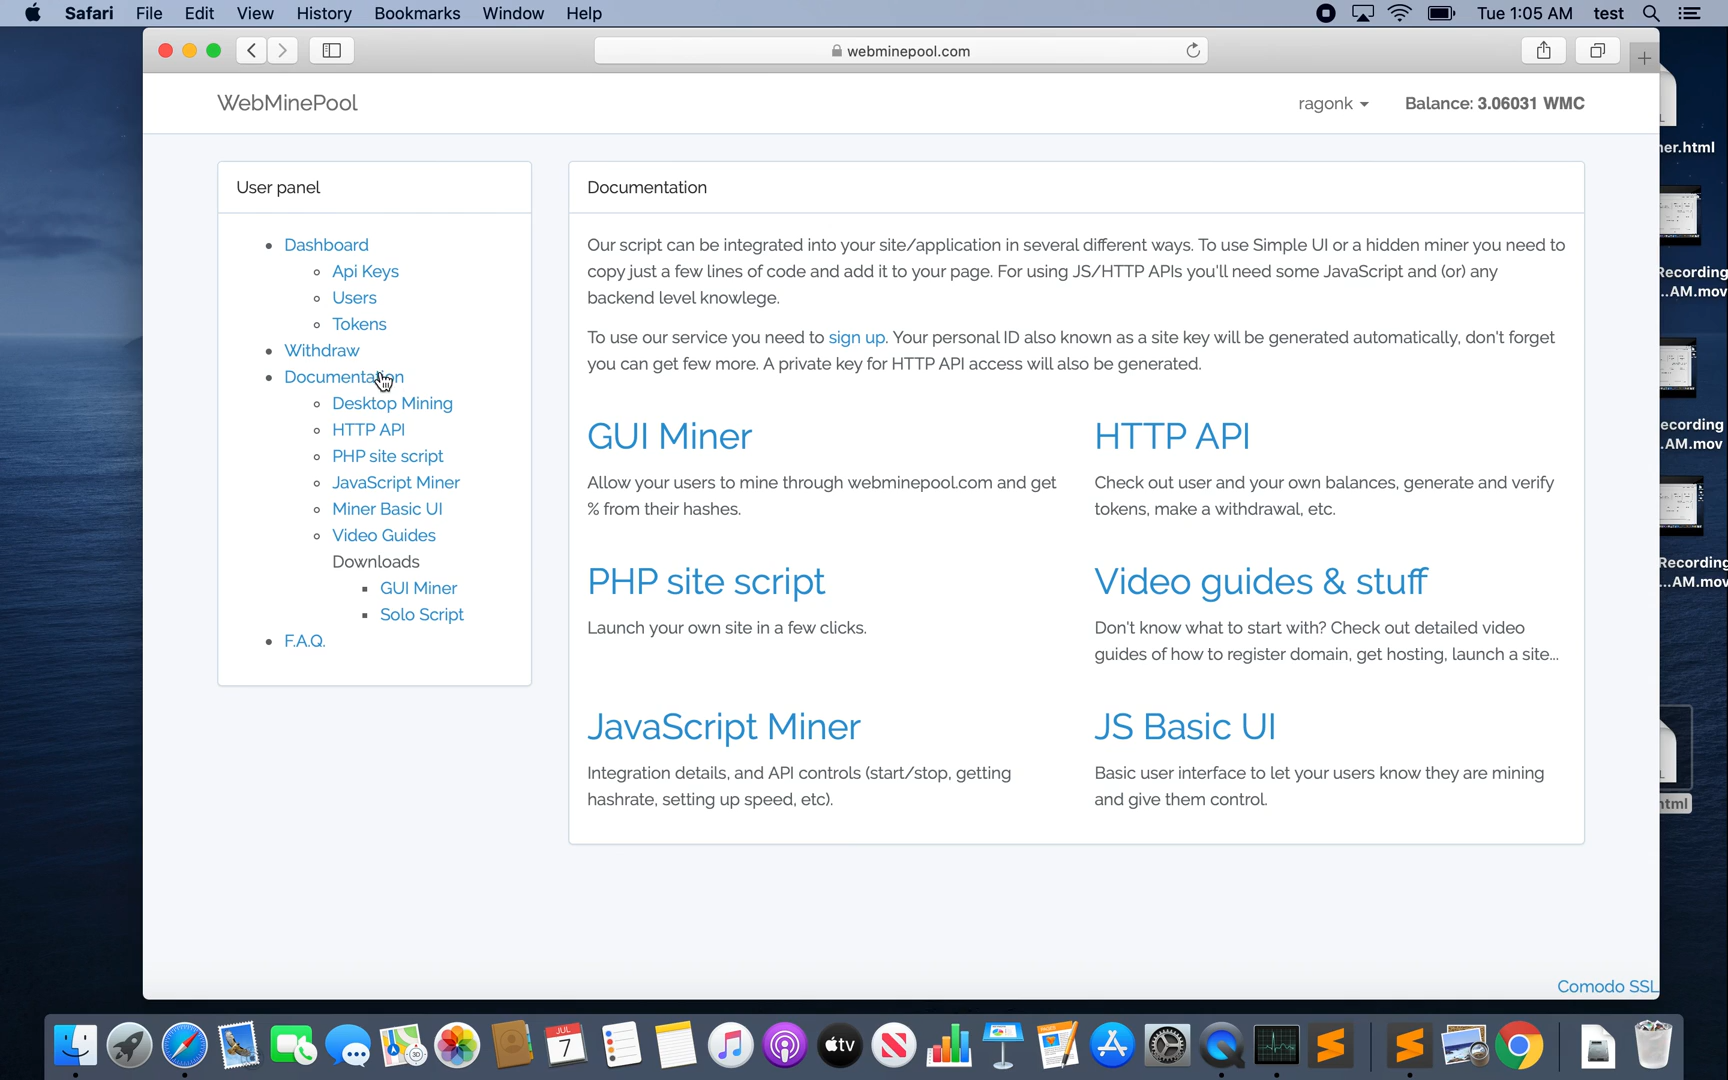 Safari File Edit View History Bookmarks Window Help Tue 1:05 AM test
webminepool.com
WebMinePool ragonk Balance: 3.06031 WMC
User panel
Dashboard
Api Keys
Users
Tokens
Withdraw
Documentation
Desktop Mining
HTTP API
PHP site script
JavaScript Miner
Miner Basic UI
Video Guides
Downloads
GUI Miner
Solo Script
F.A.Q.
Documentation
Our script can be integrated into your site/application in several different ways. To use Simple UI or a hidden miner you need to
copy just a few lines of code and add it to your page. For using JS/HTTP APIs you'll need some JavaScript and (or) any
backend level knowlege.
To use our service you need to sign up. Your personal ID also known as a site key will be generated automatically, don't forget
you can get few more. A private key for HTTP API access will also be generated.
GUI Miner
Allow your users to mine through webminepool.com and get
% from their hashes.
HTTP API
Check out user and your own balances, generate and verify
tokens, make a withdrawal, etc.
PHP site script
Launch your own site in a few clicks.
Video guides & stuff
Don't know what to start with? Check out detailed video
guides of how to register domain, get hosting, launch a site...
JavaScript Miner
Integration details, and API controls (start/stop, getting
hashrate, setting up speed, etc).
JS Basic UI
Basic user interface to let your users know they are mining
and give them control.
Comodo SSL
ner.html
Recording
..AM.mov
ecording
.AM.mov
Recording
..AM.mov
html
JUL
7
tv